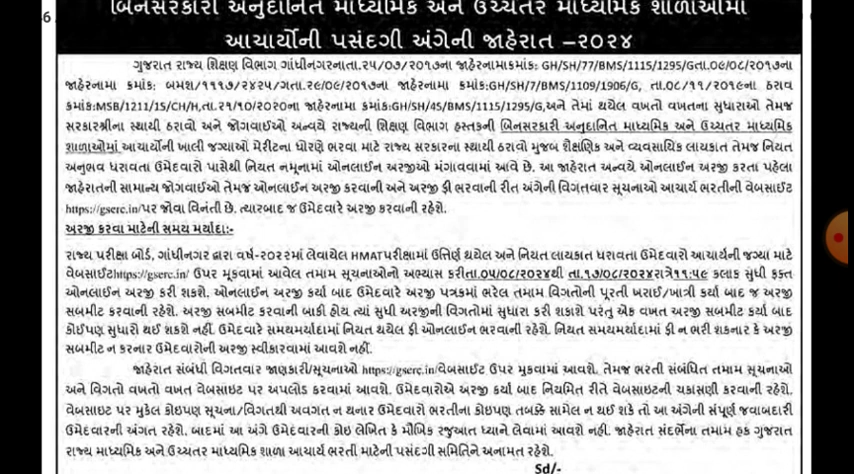 બિનસરકારી અનુદાનિત માધ્યમિક અને ઉચ્ચતર માધ્યમિક શાળાઓમાં
આચાર્યોની પસંદગી અંગેની જાહેરાત –૨૦૨૪
ગુજરાત રાજ્ય શિક્ષણ વિભાગ ગાંધીનગરનાતા.૨૫/૦૭/૨૦૧૭ના જાહેરનામાક્રમાંક: GH/SH/77/BMS/1115/1295/Gતા.૦૯/૦૮/૨૦૧૭ના
જાહેરનામા ક્રમાંક: બમશ/૧૧૧૭/૨૪૨૫/ગતા.૨૯/૦૯/૨૦૧૭ના જાહેરનામા ક્રમાંક:GH/SH/7/BMS/1109/1906/G, તા.૦૮/૧૧/૨૦૧૯ના ઠરાવ
ક્રમાંક:MSB/1211/15/CH/H,તા.૨૧/૧૦/૨૦૨૦ના જાહેરનામા ક્રમાંક:GH/SH/45/BMS/1115/1295/G,અને તેમાં થયેલ વખતો વખતના સુધારાઓ તેમજ
સરકારશ્રીના સ્થાયી ઠરાવો અને જોગવાઈઓ અન્વયે રાજ્યની શિક્ષણ વિભાગ હસ્તકની બિનસરકારી અનુદાનિત માધ્યમિક અને ઉચ્ચતર માધ્યમિક
શાળાઓમાં આચાર્યોની ખાલી જગ્યાઓ મેરીટના ધોરણે ભરવા માટે રાજ્ય સરકારના સ્થાયી ઠરાવો મુજબ શૈક્ષણિક અને વ્યવસાયિક લાયકાત તેમજ નિયત
અનુભવ ધરાવતા ઉમેદવારો પાસેથી નિયત નમૂનામાં ઓનલાઈન અરજીઓ મંગાવવામાં આવે છે. આ જાહેરાત અન્વયે ઓનલાઈન અરજી કરતા પહેલા
જાહેરાતની સામાન્ય જોગવાઈઓ તેમજ ઓનલાઈન અરજી કરવાની અને અરજી ફી ભરવાની રીત અંગેની વિગતવાર સૂચનાઓ આચાર્ય ભરતીની વેબસાઈટ
https://gserc.in/પર જોવા વિનંતી છે. ત્યારબાદ જ ઉમેદવારે અરજી કરવાની રહેશે.
અરજી કરવા માટેની સમય મર્યાદા:-
રાજ્ય પરીક્ષા બોર્ડ, ગાંધીનગર દ્વારા વર્ષ-૨૦૨૨માં લેવાયેલ HMATપરીક્ષામાં ઉત્તિર્ણ થયેલ અને નિયત લાયકાત ધરાવતા ઉમેદવારો આચાર્યની જગ્યા માટે
વેબસાઈટhttps://gserc.in/ ઉપર મૂકવામાં આવેલ તમામ સૂચનાઓનો અભ્યાસ કરીતા.૦૫/૦૮/૨૦૨૪થી તા.૧૭/૦૮/૨૦૨૪રાત્રે૧૧:૫૯ કલાક સુધી ફક્ત
ઓનલાઈન અરજી કરી શકશે. ઓનલાઈન અરજી કર્યા બાદ ઉમેદવારે અરજી પત્રકમાં ભરેલ તમામ વિગતોની પૂરતી ખરાઈ/ખાત્રી કર્યા બાદ જ અરજી
સબમીટ કરવાની રહેશે. અરજી સબમીટ કરવાની બાકી હોય ત્યાં સુધી અરજીની વિગતોમાં સુધારા કરી શકાશે પરંતુ એક વખત અરજી સબમીટ કર્યા બાદ
કોઈપણ સુધારો થઈ શકશે નહીં. ઉમેદવારે સમયમર્યાદામાં નિયત થયેલ ફી ઓનલાઈન ભરવાની રહેશે. નિયત સમયમર્યાદામાં ફી ન ભરી શકનાર કે અરજી
સબમીટ ન કરનાર ઉમેદવારોની અરજી સ્વીકારવામાં આવશે નહીં.
જાહેરાત સંબંધી વિગતવાર જાણકારી/સૂચનાઓ https://gserc.in/વેબસાઈટ ઉપર મૂકવામાં આવશે. તેમજ ભરતી સંબંધિત તમામ સૂચનાઓ
અને વિગતો વખતો વખત વેબસાઇટ પર અપલોડ કરવામાં આવશે. ઉમેદવારોએ અરજી કર્યા બાદ નિયમિત રીતે વેબસાઇટની ચકાસણી કરવાની રહેશે.
વેબસાઇટ પર મુકેલ કોઇપણ સૂચના/વિગતથી અવગત ન થનાર ઉમેદવારો ભરતીના કોઇપણ તબક્કે સામેલ ન થઈ શકે તો આ અંગેની સંપૂર્ણ જવાબદારી
ઉમેદવારની અંગત રહેશે. બાદમાં આ અંગે ઉમેદવારની કોઇ લેખિત કે મૌખિક રજુઆત ધ્યાને લેવામાં આવશે નહીં. જાહેરાત સંદર્ભેના તમામ હક ગુજરાત
રાજ્ય માધ્યમિક અને ઉચ્ચતર માધ્યમિક શાળા આચાર્ય ભરતી માટેની પસંદગી સમિતિને અનામત રહેશે.
Sd/-